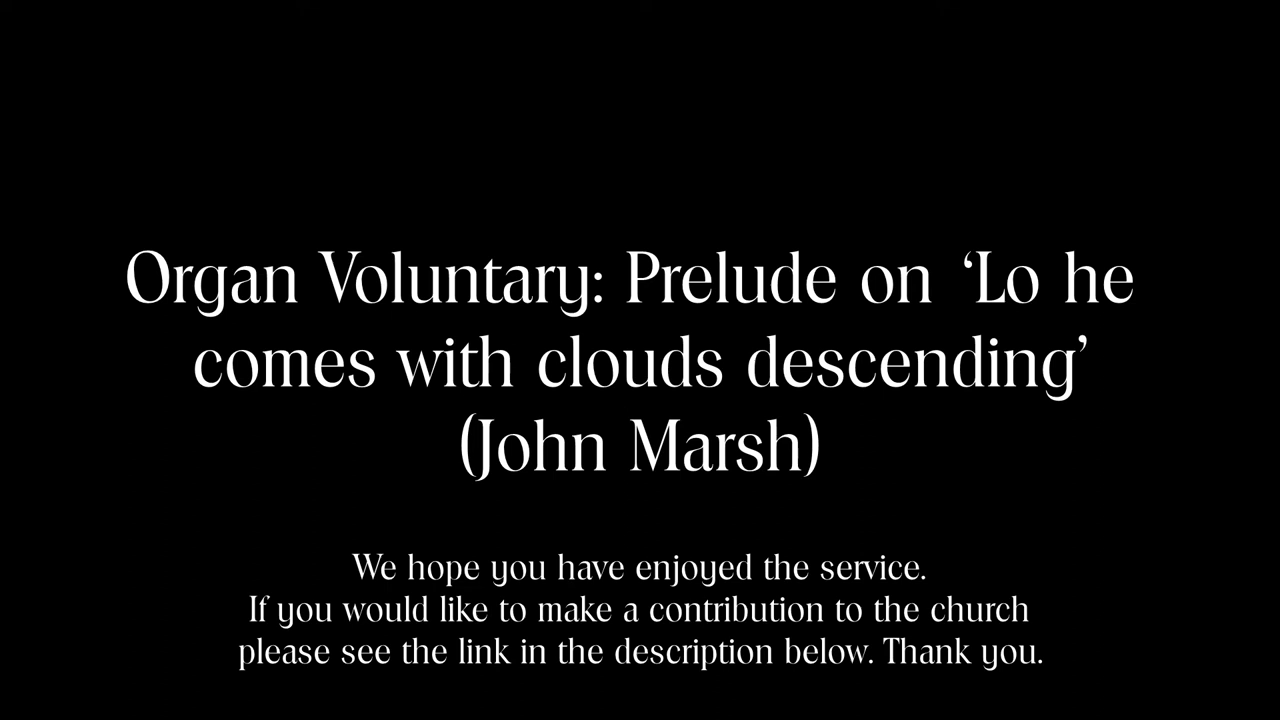 Organ Voluntary: Prelude on ‘Lo he
comes with clouds descending’
(John Marsh)
We hope you have enjoyed the service.
If you would like to make a contribution to the church
please see the link in the description below. Thank you.